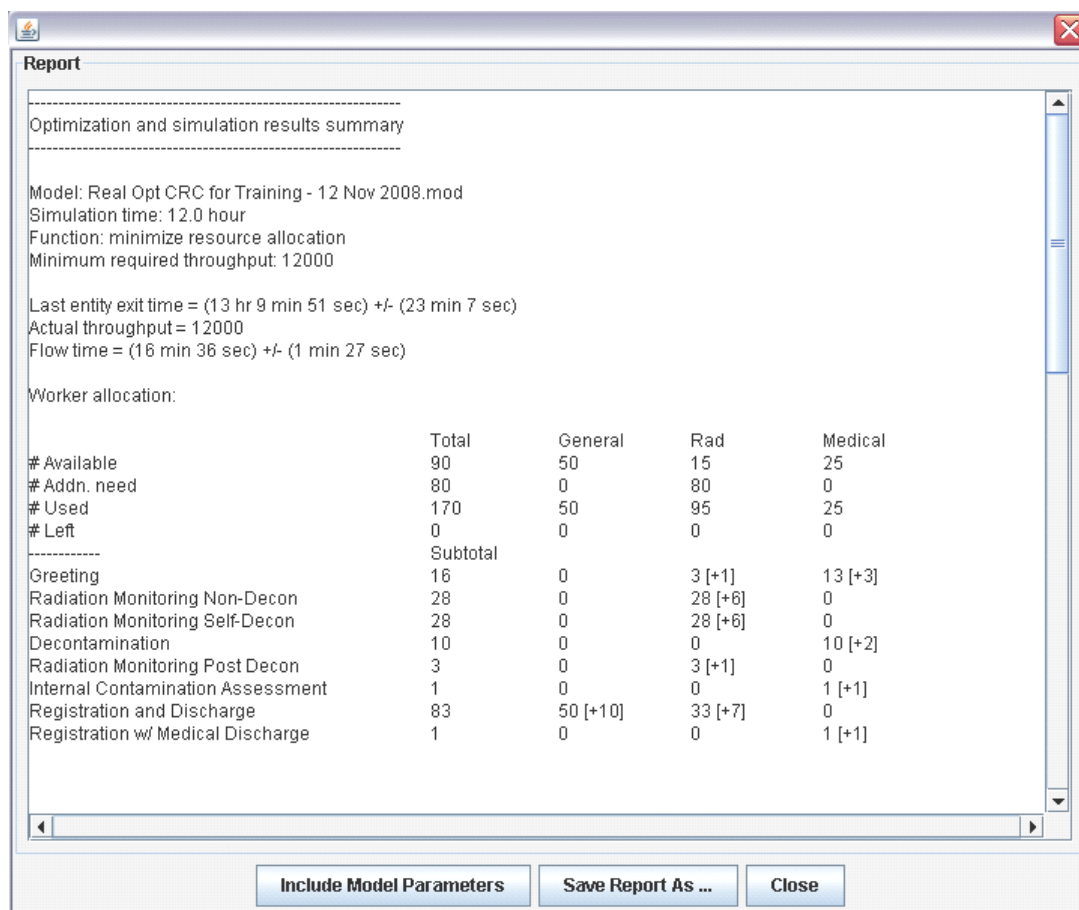 Report
--------------------------------------------------------------
Optimization and simulation results summary
--------------------------------------------------------------
Model: Real Opt CRC for Training - 12 Nov 2008.mod
Simulation time: 12.0 hour
Function: minimize resource allocation
Minimum required throughput: 12000
Last entity exit time = (13 hr 9 min 51 sec) +/- (23 min 7 sec)
Actual throughput = 12000
Flow time = (16 min 36 sec) +/- (1 min 27 sec)
Worker allocation:
Total General Rad Medical
# Available 90 50 15 25
# Addn. need 80 0 80 0
# Used 170 50 95 25
# Left 0 0 0 0
------------ Subtotal
Greeting 16 0 3 [+1] 13 [+3]
Radiation Monitoring Non-Decon 28 0 28 [+6] 0
Radiation Monitoring Self-Decon 28 0 28 [+6] 0
Decontamination 10 0 0 10 [+2]
Radiation Monitoring Post Decon 3 0 3 [+1] 0
Internal Contamination Assessment 1 0 0 1 [+1]
Registration and Discharge 83 50 [+10] 33 [+7] 0
Registration w/ Medical Discharge 1 0 0 1 [+1]
Include Model Parameters
Save Report As ...
Close